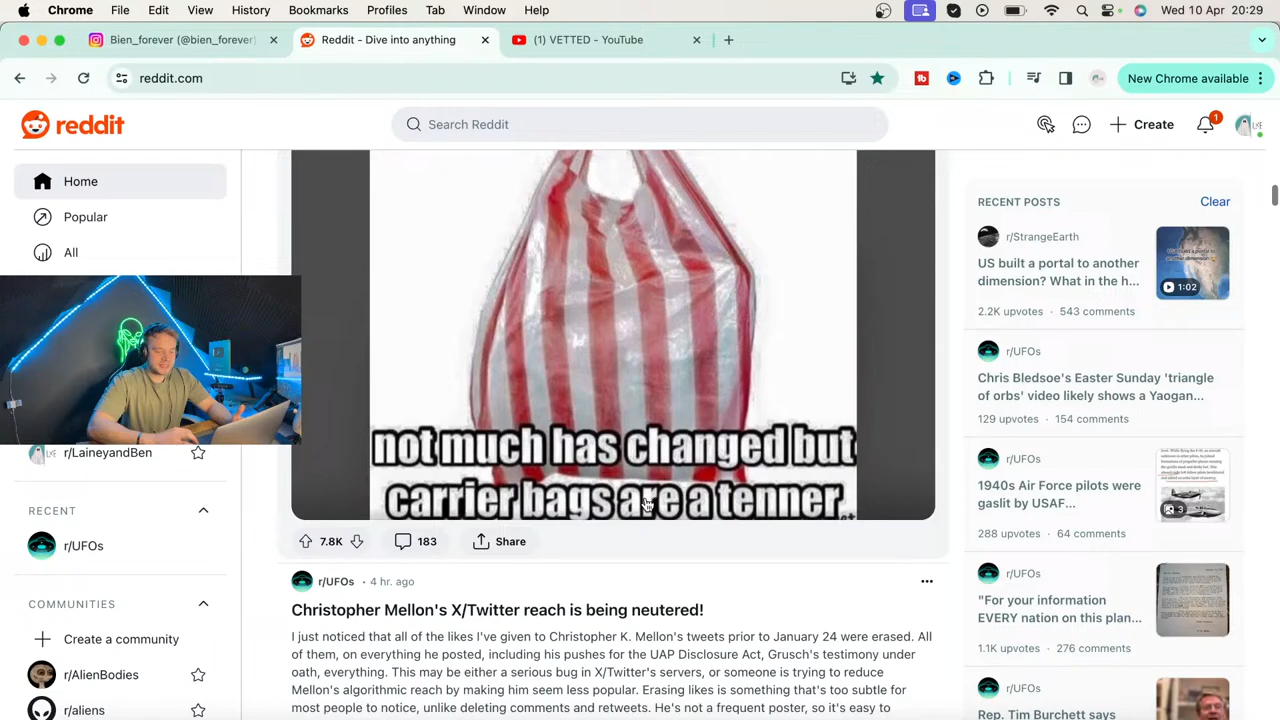 Chrome File Edit View History Bookmarks Profiles Tab Window Help Wed 10 Apr 20:29
Bien_forever (@bien_forever) Reddit - Dive into anything (1) VETTED - YouTube
reddit.com New Chrome available
reddit Search Reddit Create 1
Home
Popular
All
r/LaineyandBen
RECENT
r/UFOs
COMMUNITIES
Create a community
r/AlienBodies
r/aliens
not much has changed but
carrier bags are a tenner
7.8K 183 Share
r/UFOs • 4 hr. ago
Christopher Mellon's X/Twitter reach is being neutered!
I just noticed that all of the likes I've given to Christopher K. Mellon's tweets prior to January 24 were erased. All
of them, on everything he posted, including his pushes for the UAP Disclosure Act, Grusch's testimony under
oath, everything. This may be either a serious bug in X/Twitter's servers, or someone is trying to reduce
Mellon's algorithmic reach by making him seem less popular. Erasing likes is something that's too subtle for
most people to notice, unlike deleting comments and retweets. He's not a frequent poster, so it's easy to
RECENT POSTS Clear
r/StrangeEarth
US built a portal to another
dimension? What in the h...
1:02
2.2K upvotes · 543 comments
r/UFOs
Chris Bledsoe's Easter Sunday 'triangle
of orbs' video likely shows a Yaogan...
129 upvotes · 154 comments
r/UFOs
1940s Air Force pilots were
gaslit by USAF...
3
288 upvotes · 64 comments
r/UFOs
"For your information
EVERY nation on this plan...
1.1K upvotes · 276 comments
r/UFOs
Rep. Tim Burchett says